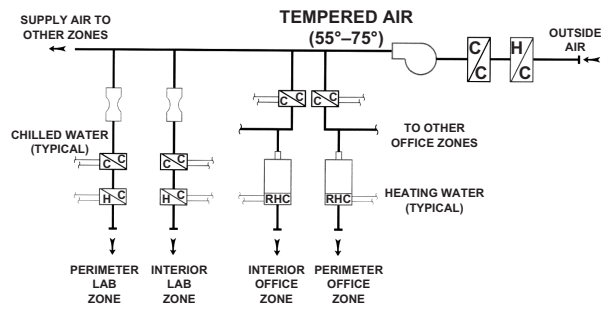 SUPPLY AIR TO
OTHER ZONES
TEMPERED AIR
(55°–75°)
OUTSIDE
AIR
C
C
H
C
C
C
C
C
CHILLED WATER
(TYPICAL)
TO OTHER
OFFICE ZONES
C
C
C
C
H
C
H
C
RHC
RHC
HEATING WATER
(TYPICAL)
PERIMETER
LAB
ZONE
INTERIOR
LAB
ZONE
INTERIOR
OFFICE
ZONE
PERIMETER
OFFICE
ZONE